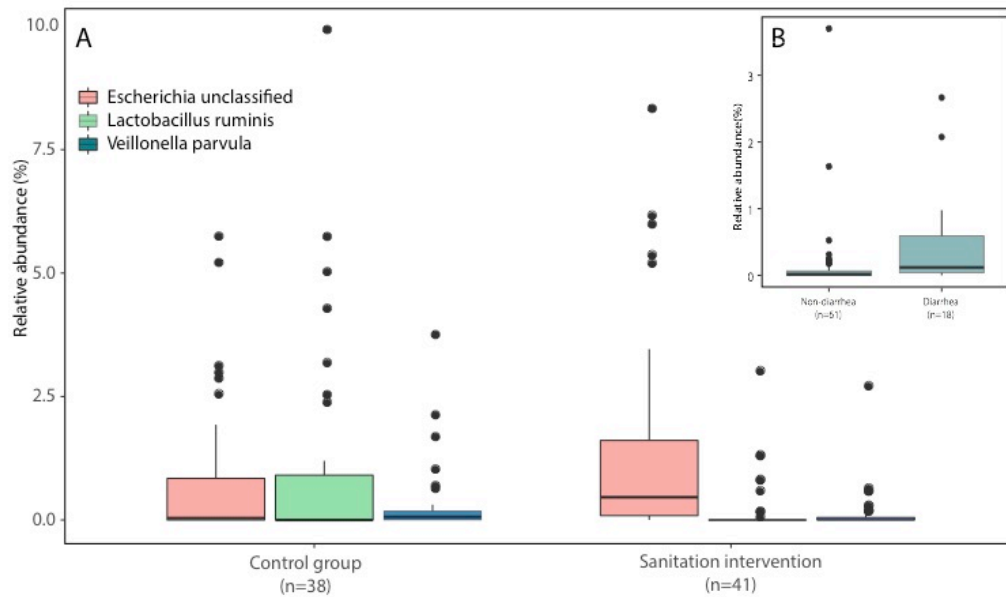 A
10.0
7.5
5.0
2.5
0.0
Relative abundance (%)
Escherichia unclassified
Lactobacillus ruminis
Veillonella parvula
Control group
(n=38)
Sanitation intervention
(n=41)
B
3
2
1
0
Relative abundance(%)
Non-diarrhea
(n=51)
Diarrhea
(n=18)